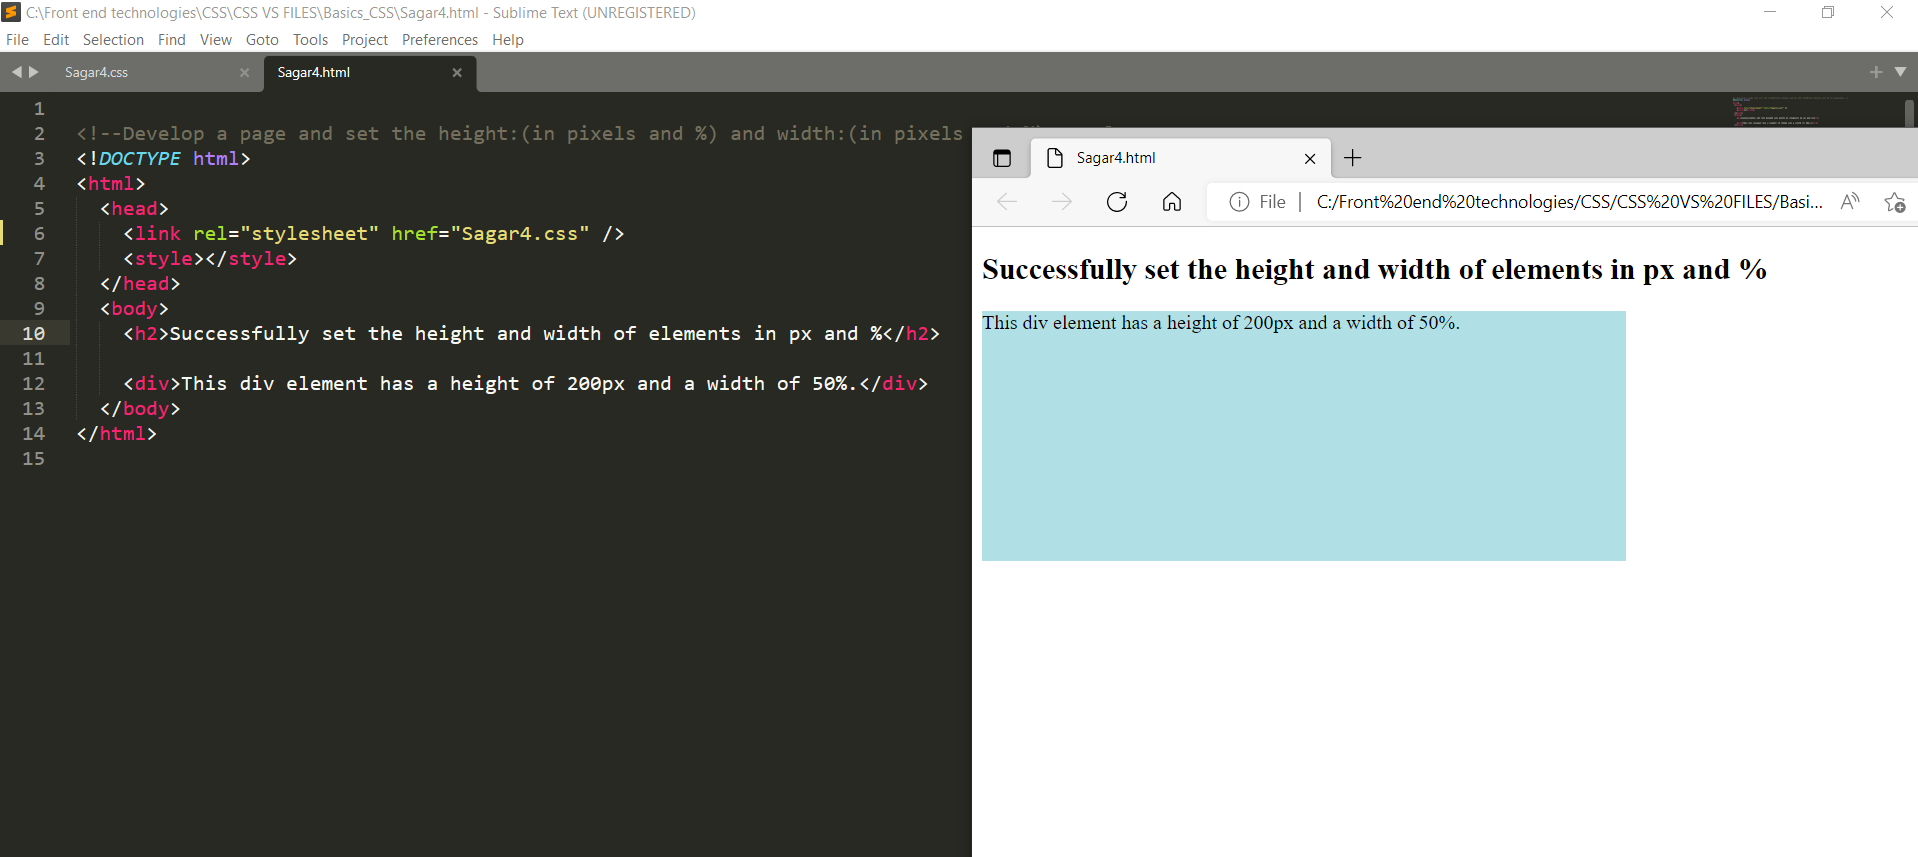 C:\Front end technologies\CSS\CSS VS FILES\Basics_CSS\Sagar4.html - Sublime Text (UNREGISTERED)
File Edit Selection Find View Goto Tools Project Preferences Help
Sagar4.css Sagar4.html
1
2 <!--Develop a page and set the height:(in pixels and %) and width:(in pixels
3 <!DOCTYPE html>
4 <html>
5 <head>
6 <link rel="stylesheet" href="Sagar4.css" />
7 <style></style>
8 </head>
9 <body>
10 <h2>Successfully set the height and width of elements in px and %</h2>
11
12 <div>This div element has a height of 200px and a width of 50%.</div>
13 </body>
14 </html>
15
Sagar4.html
File C:/Front%20end%20technologies/CSS/CSS%20VS%20FILES/Basi...
Successfully set the height and width of elements in px and %
This div element has a height of 200px and a width of 50%.